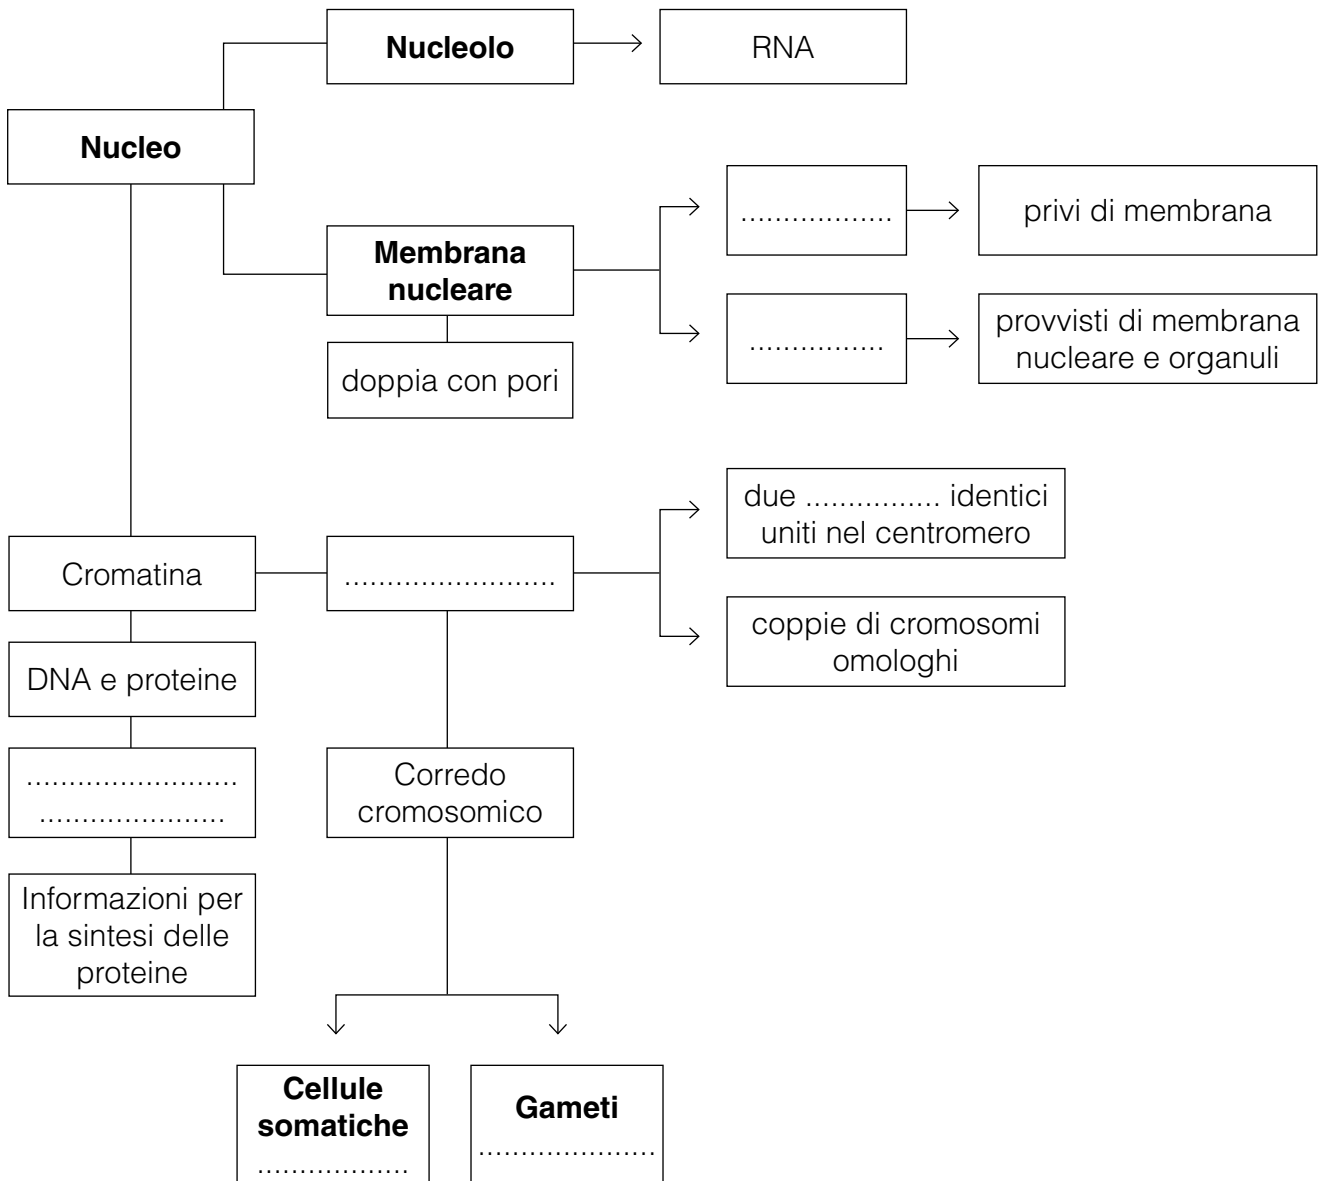 Nucleolo
RNA
Nucleo
Membrana
nucleare
doppia con pori
..................
privi di membrana
................
provvisti di membrana
nucleare e organuli
Cromatina
.........................
due ................ identici
uniti nel centromero
coppie di cromosomi
omologhi
DNA e proteine
.........................
......................
Informazioni per
la sintesi delle
proteine
Corredo
cromosomico
Cellule
somatiche
..................
Gameti
.....................